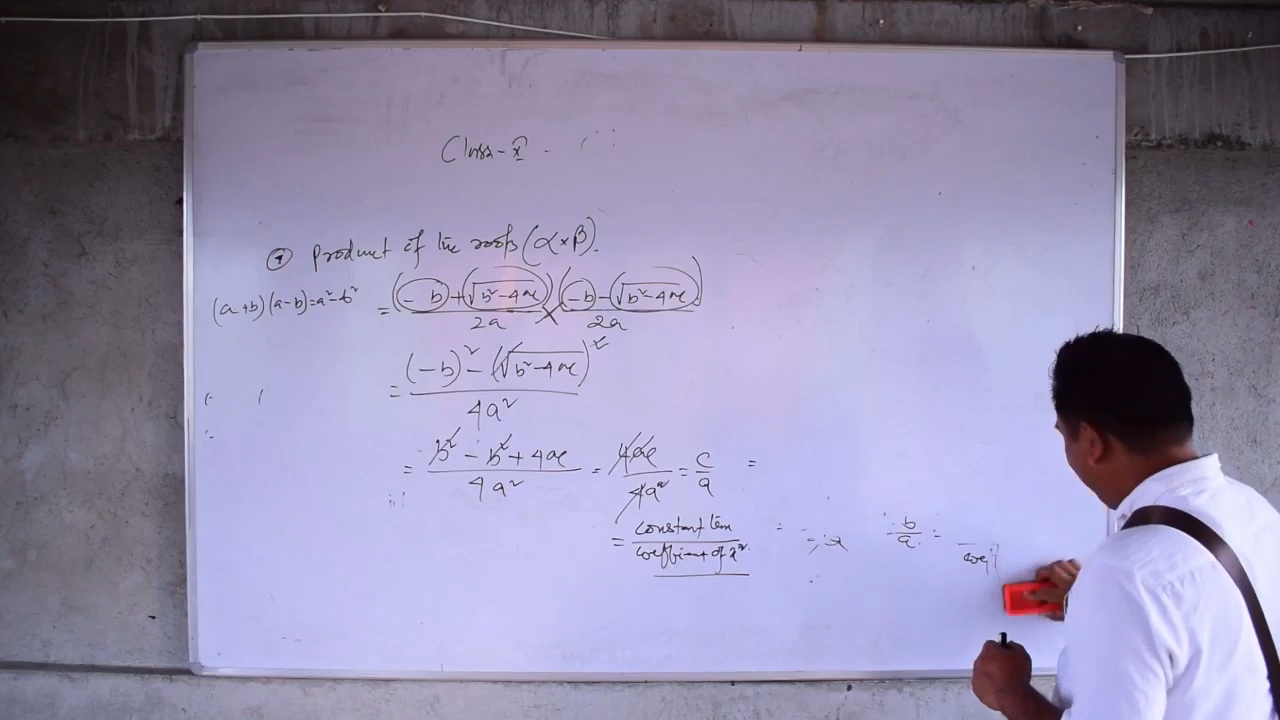 Class - X
Product of the roots (α×β).
(a+b)(a-b)=a²-b²
= (-b)+(√b²-4ac) / 2a × (-b)-(√b²-4ac) / 2a
= (-b)² - (√b²-4ac)² / 4a²
= b² - b² + 4ac / 4a² = 4ac / 4a² = c/a =
= constant term / coefficient of x²
b/a =